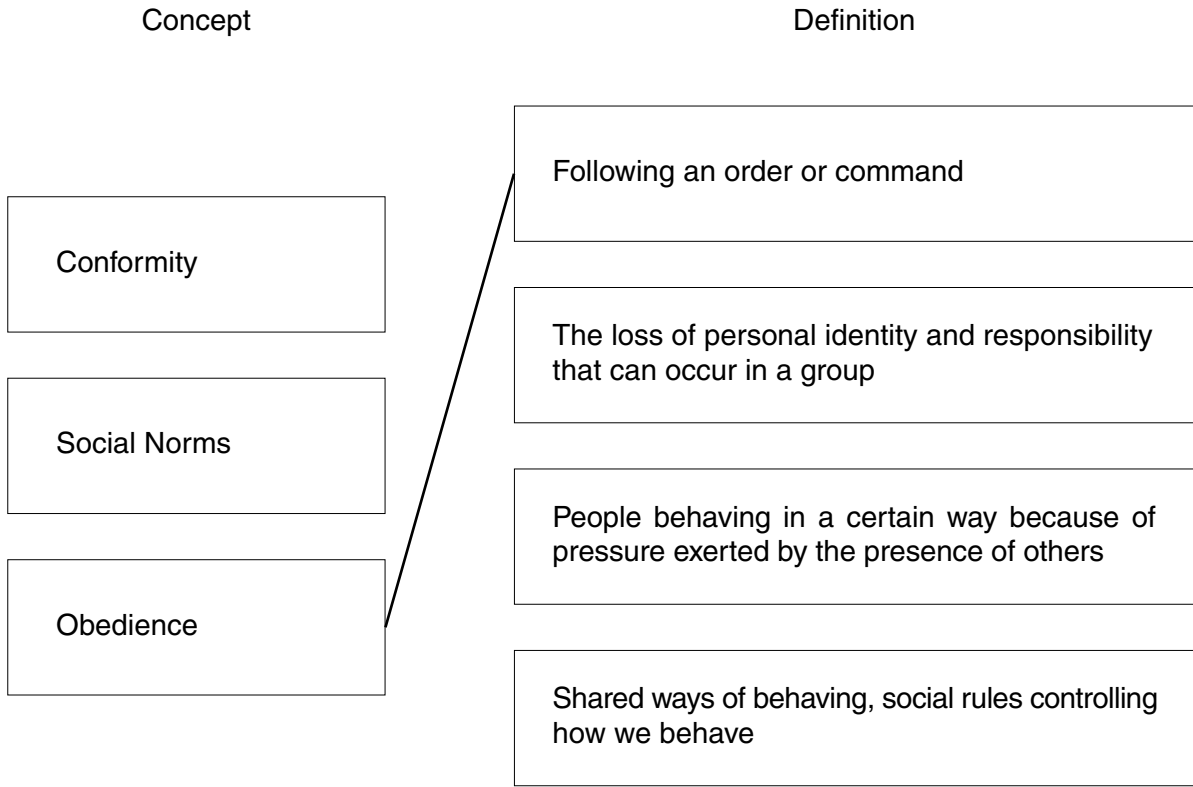 Concept
Definition
Following an order or command
Conformity
The loss of personal identity and responsibility
that can occur in a group
Social Norms
People behaving in a certain way because of
pressure exerted by the presence of others
Obedience
Shared ways of behaving, social rules controlling
how we behave